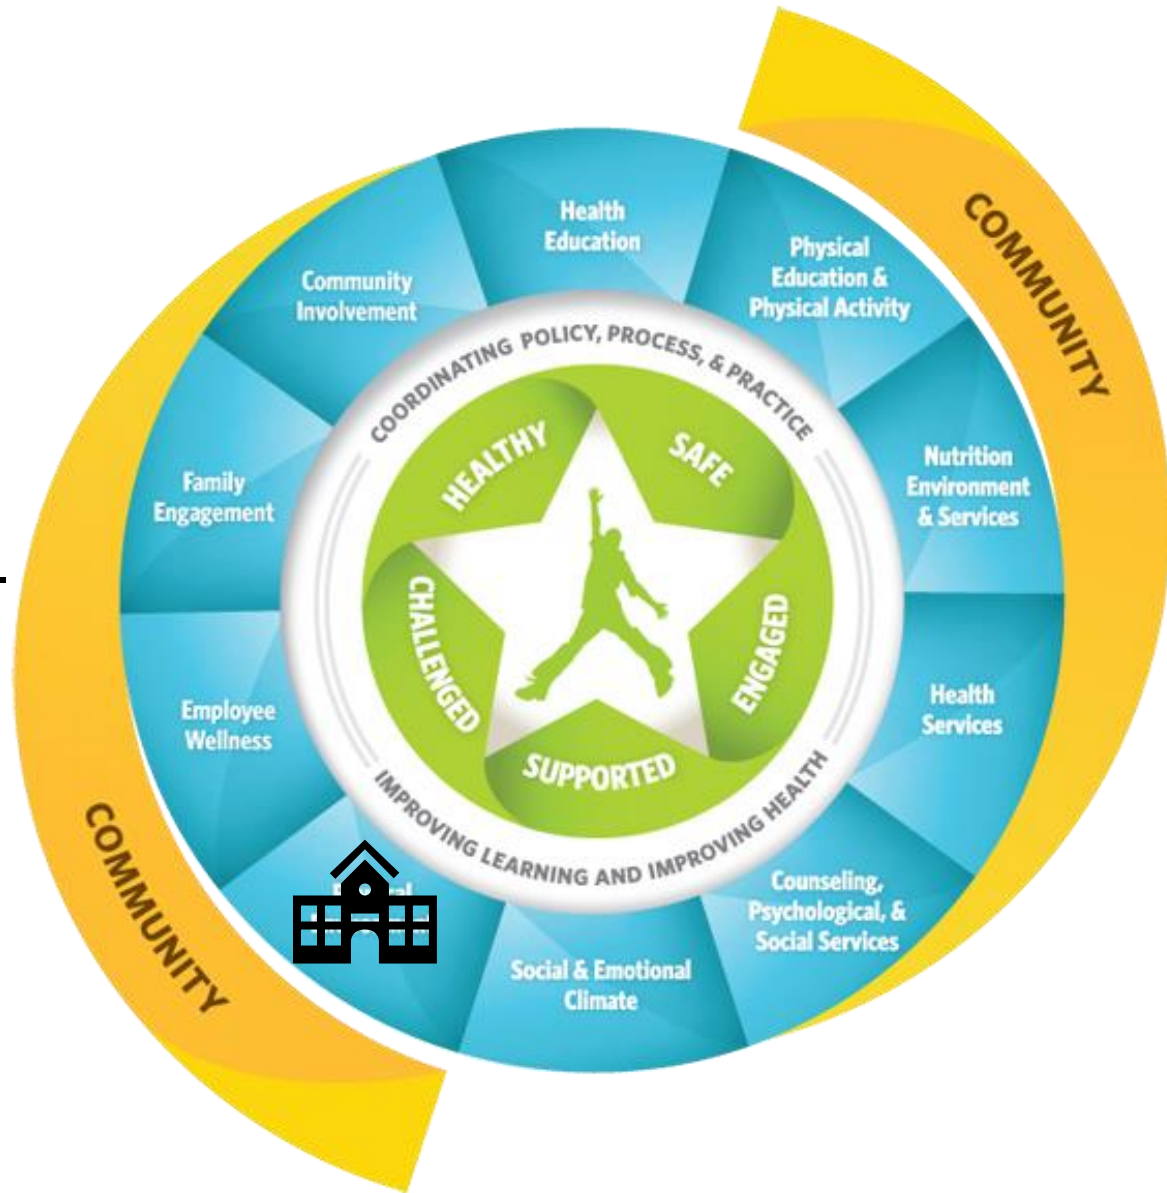 COMMUNITY
Health
Education
Physical
Education &
Physical Activity
Nutrition
Environment
& Services
Health
Services
Counseling,
Psychological, &
Social Services
Social & Emotional
Climate
Employee
Wellness
Family
Engagement
Community
Involvement
COORDINATING POLICY, PROCESS, & PRACTICE
IMPROVING LEARNING AND IMPROVING HEALTH
HEALTHY
SAFE
ENGAGED
SUPPORTED
CHALLENGED
COMMUNITY